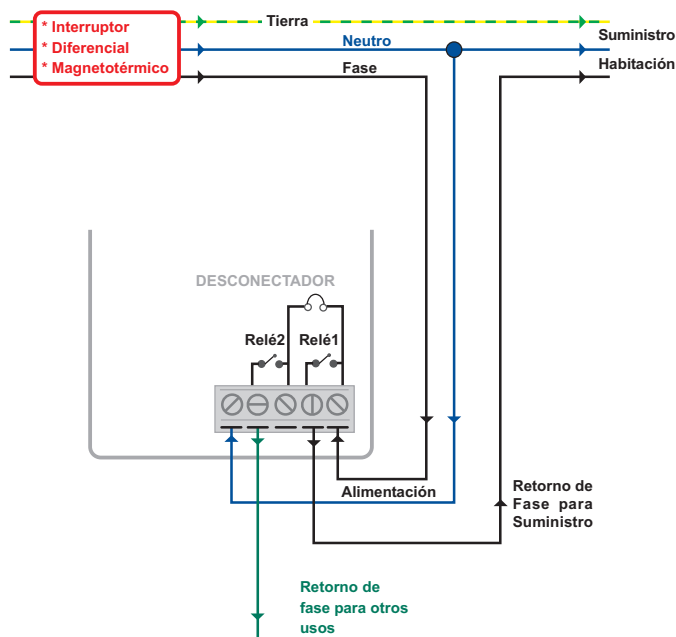 * Interruptor
* Diferencial
* Magnetotérmico
Tierra
Neutro
Fase
Suministro
Habitación
DESCONECTADOR
Relé2
Relé1
Alimentación
Retorno de
Fase para
Suministro
Retorno de
fase para otros
usos